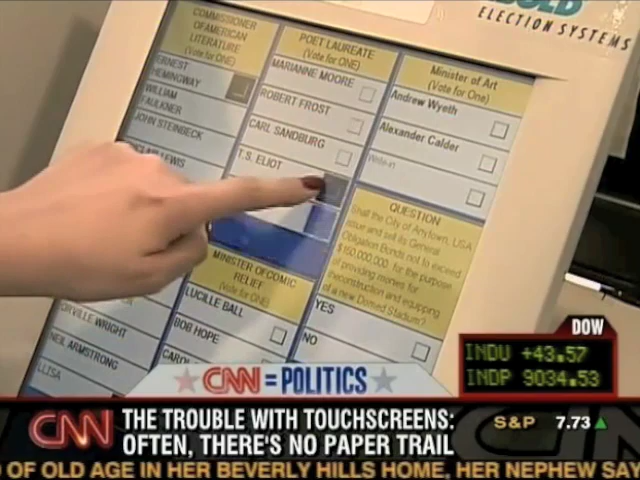 ELECTION SYSTEMS
COMMISSIONER
OF AMERICAN
LITERATURE
(Vote for ONE)
ERNEST
HEMINGWAY
WILLIAM
FAULKNER
JOHN STEINBECK
LEWIS
POET LAUREATE
(Vote for ONE)
MARIANNE MOORE
ROBERT FROST
CARL SANDBURG
T.S. ELIOT
Minister of Art
(Vote for One)
Andrew Wyeth
Alexander Calder
Write-in
QUESTION
Shall the City of Anytown, USA
issue and sell its General
Obligation Bonds not to exceed
$160,000,000, for the purpose
of providing monies for
the construction and equipping
of a new Domed Stadium?
YES
NO
MINISTER OF COMIC
RELIEF
(Vote for ONE)
LUCILLE BALL
BOB HOPE
CAROL
ORVILLE WRIGHT
NEIL ARMSTRONG
CNN=POLITICS
DOW
INDU +43.57
INDP 9034.53
CNN
THE TROUBLE WITH TOUCHSCREENS:
OFTEN, THERE'S NO PAPER TRAIL
S&P 7.73▲
OF OLD AGE IN HER BEVERLY HILLS HOME, HER NEPHEW SAY